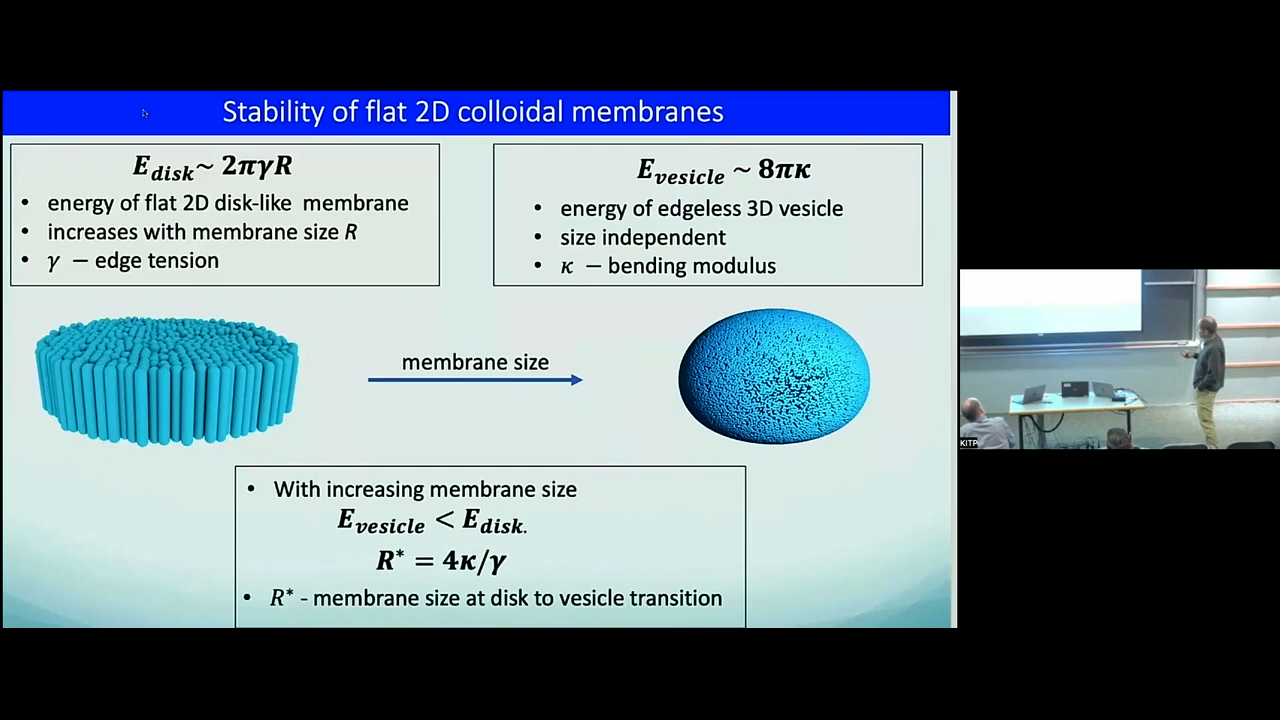 Stability of flat 2D colloidal membranes
E_disk ~ 2πγR
• energy of flat 2D disk-like membrane
• increases with membrane size R
• γ – edge tension
E_vesicle ~ 8πκ
• energy of edgeless 3D vesicle
• size independent
• κ – bending modulus
membrane size
• With increasing membrane size
E_vesicle < E_disk.
R* = 4κ/γ
• R* - membrane size at disk to vesicle transition
KITP